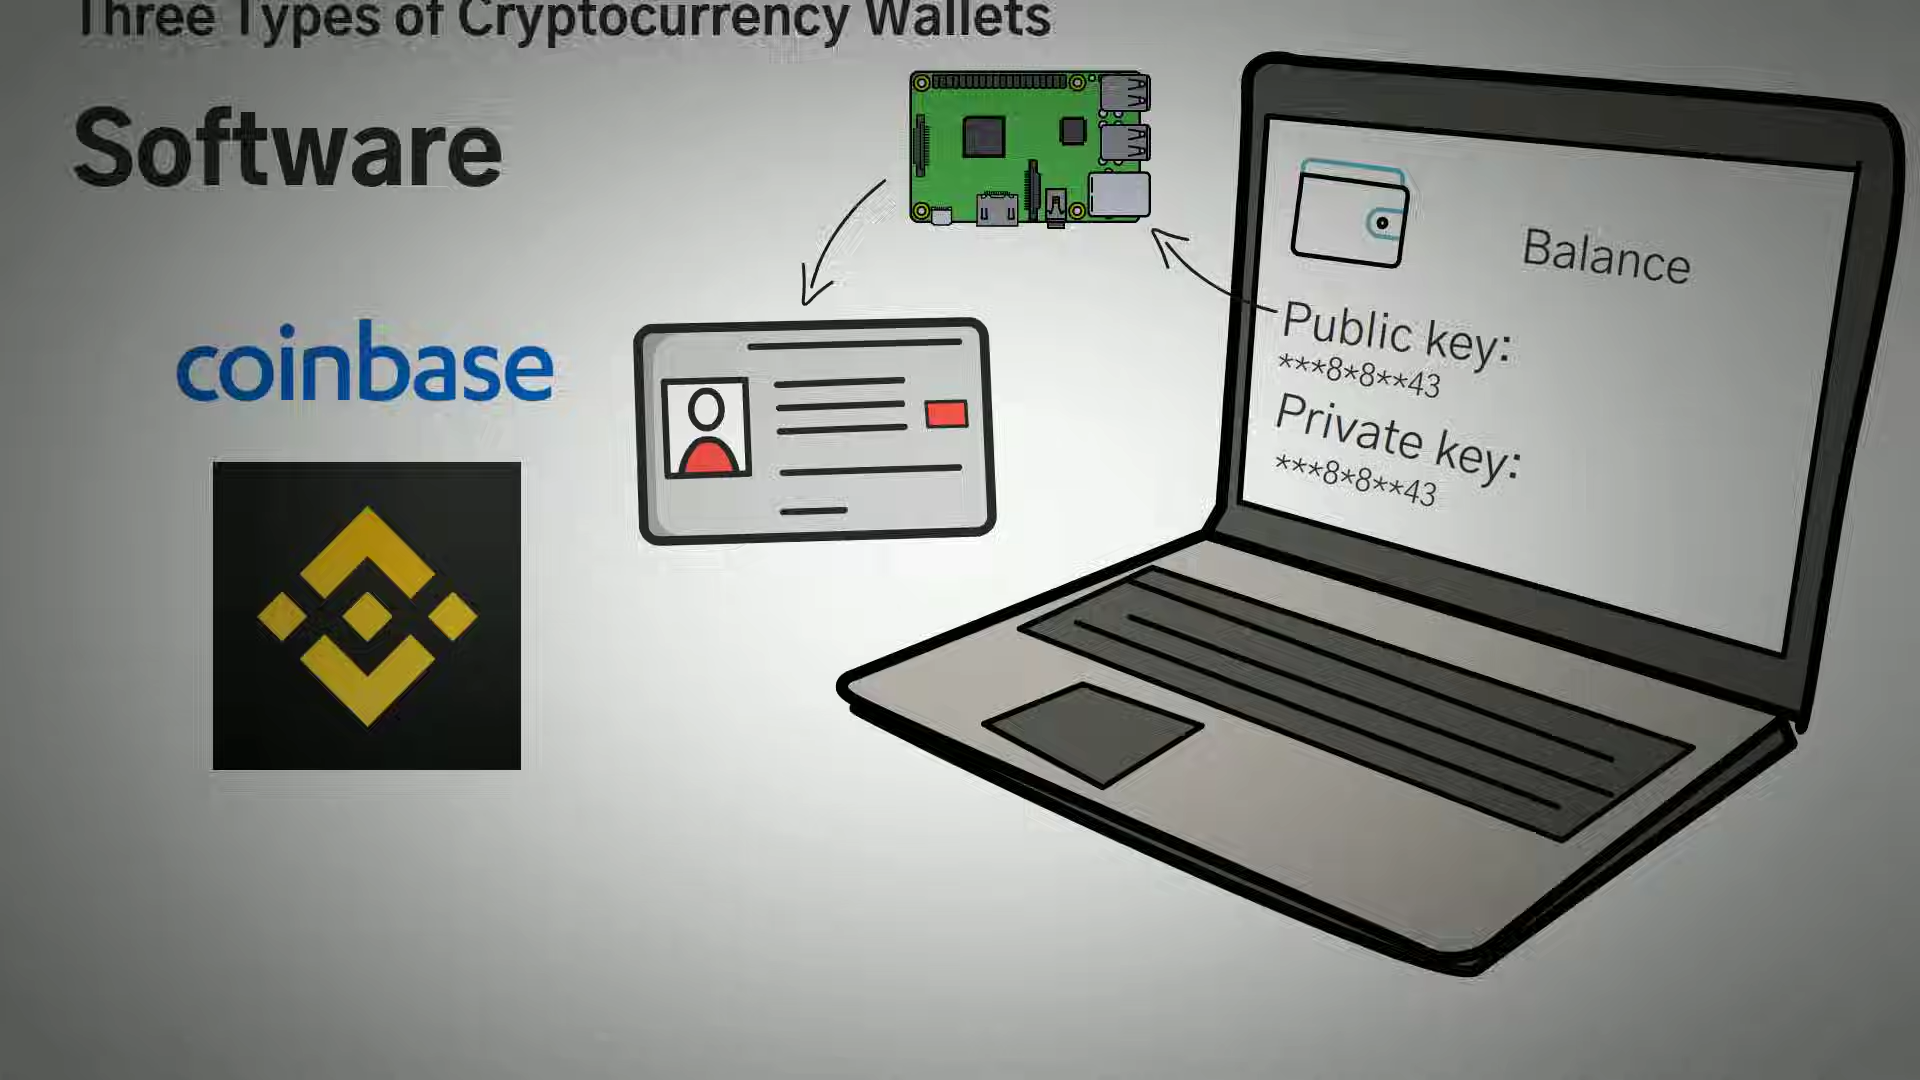 Three Types of Cryptocurrency Wallets
Software
coinbase
Balance
Public key:
***8*8**43
Private key:
***8*8**43